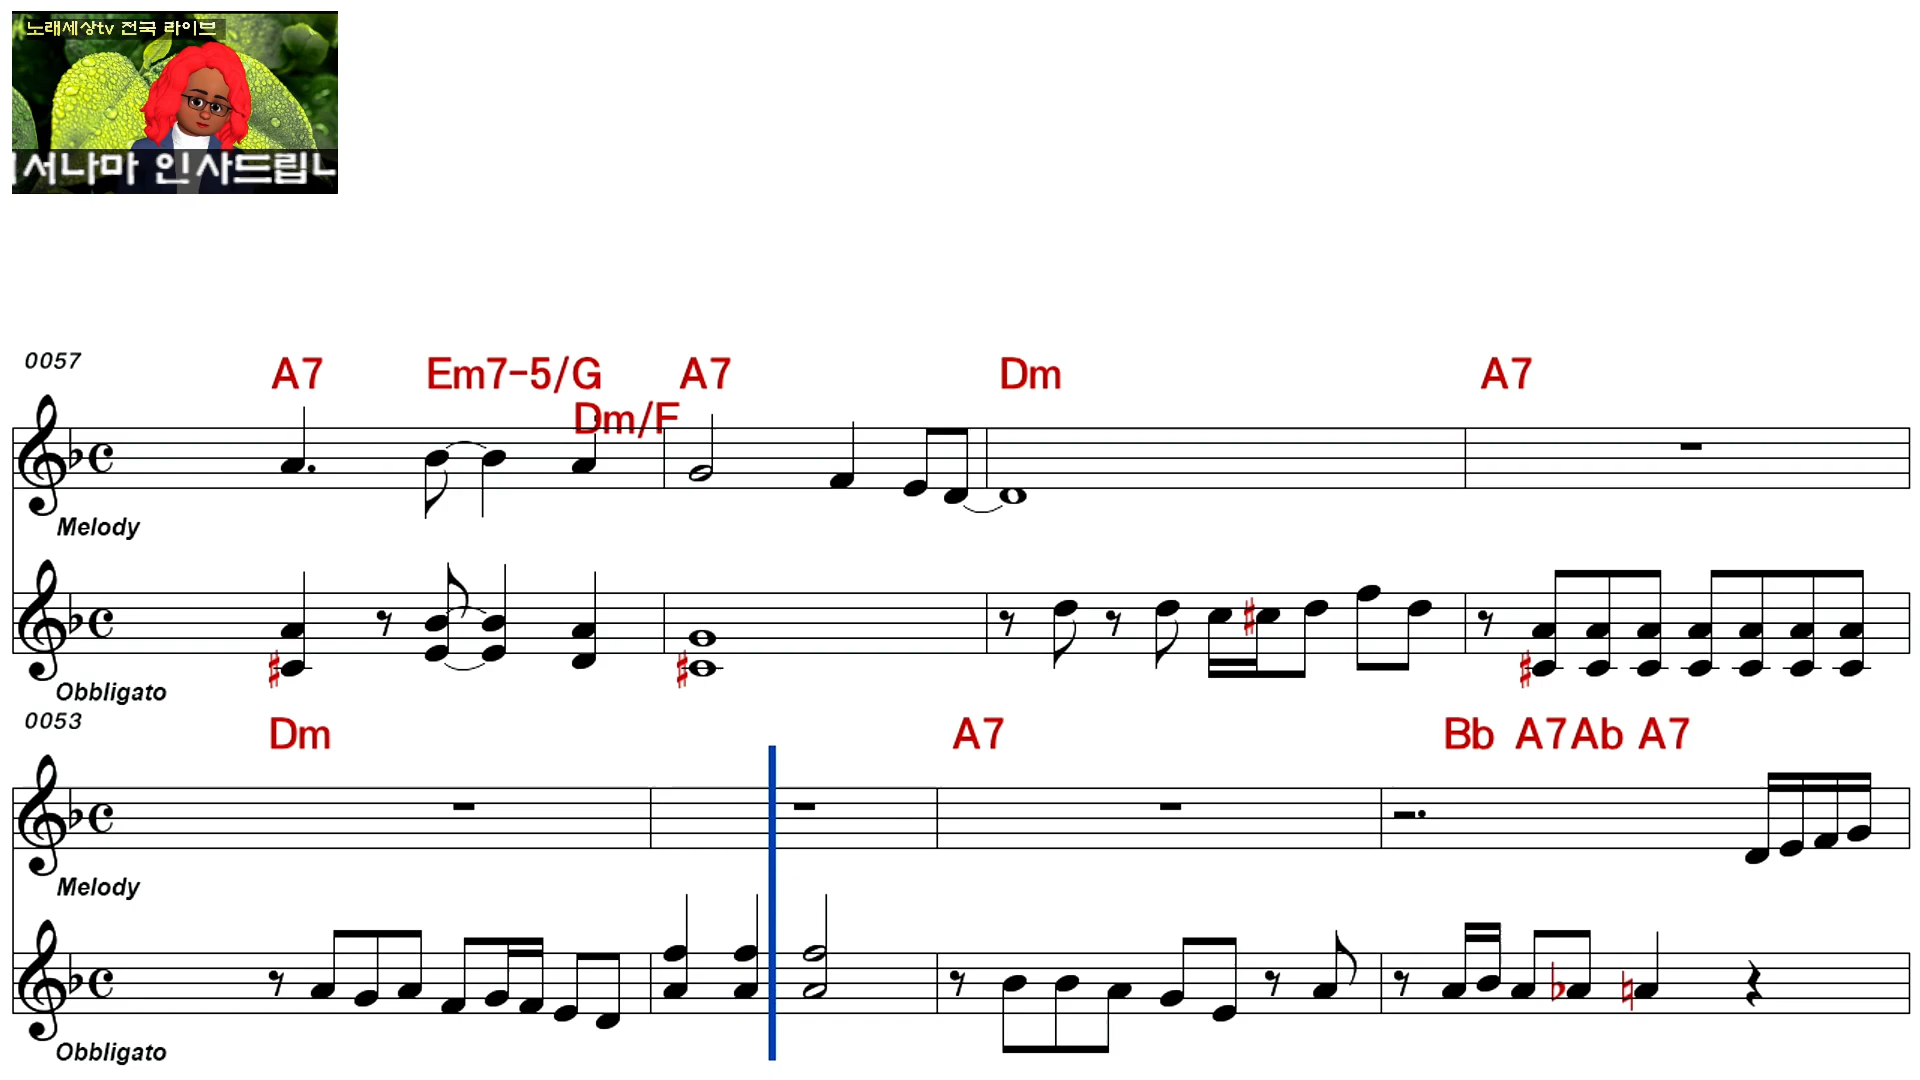 노래세상tv 전국 라이브
서나마 인사드립니
0057
A7 Em7-5/G A7 Dm A7
Dm/F
Melody
Obbligato
0053
Dm A7 Bb A7 Ab A7
Melody
Obbligato